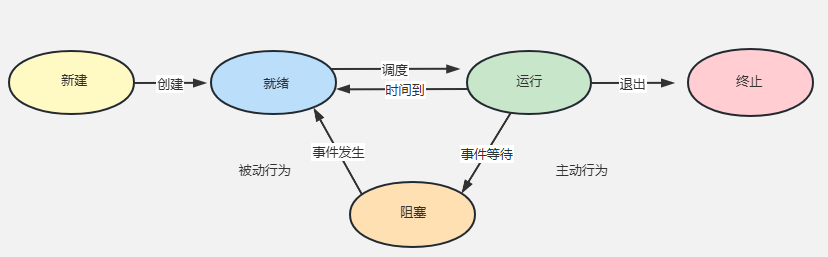 新建
创建
就绪
调度
时间到
运行
退出
终止
事件发生
事件等待
被动行为
主动行为
阻塞